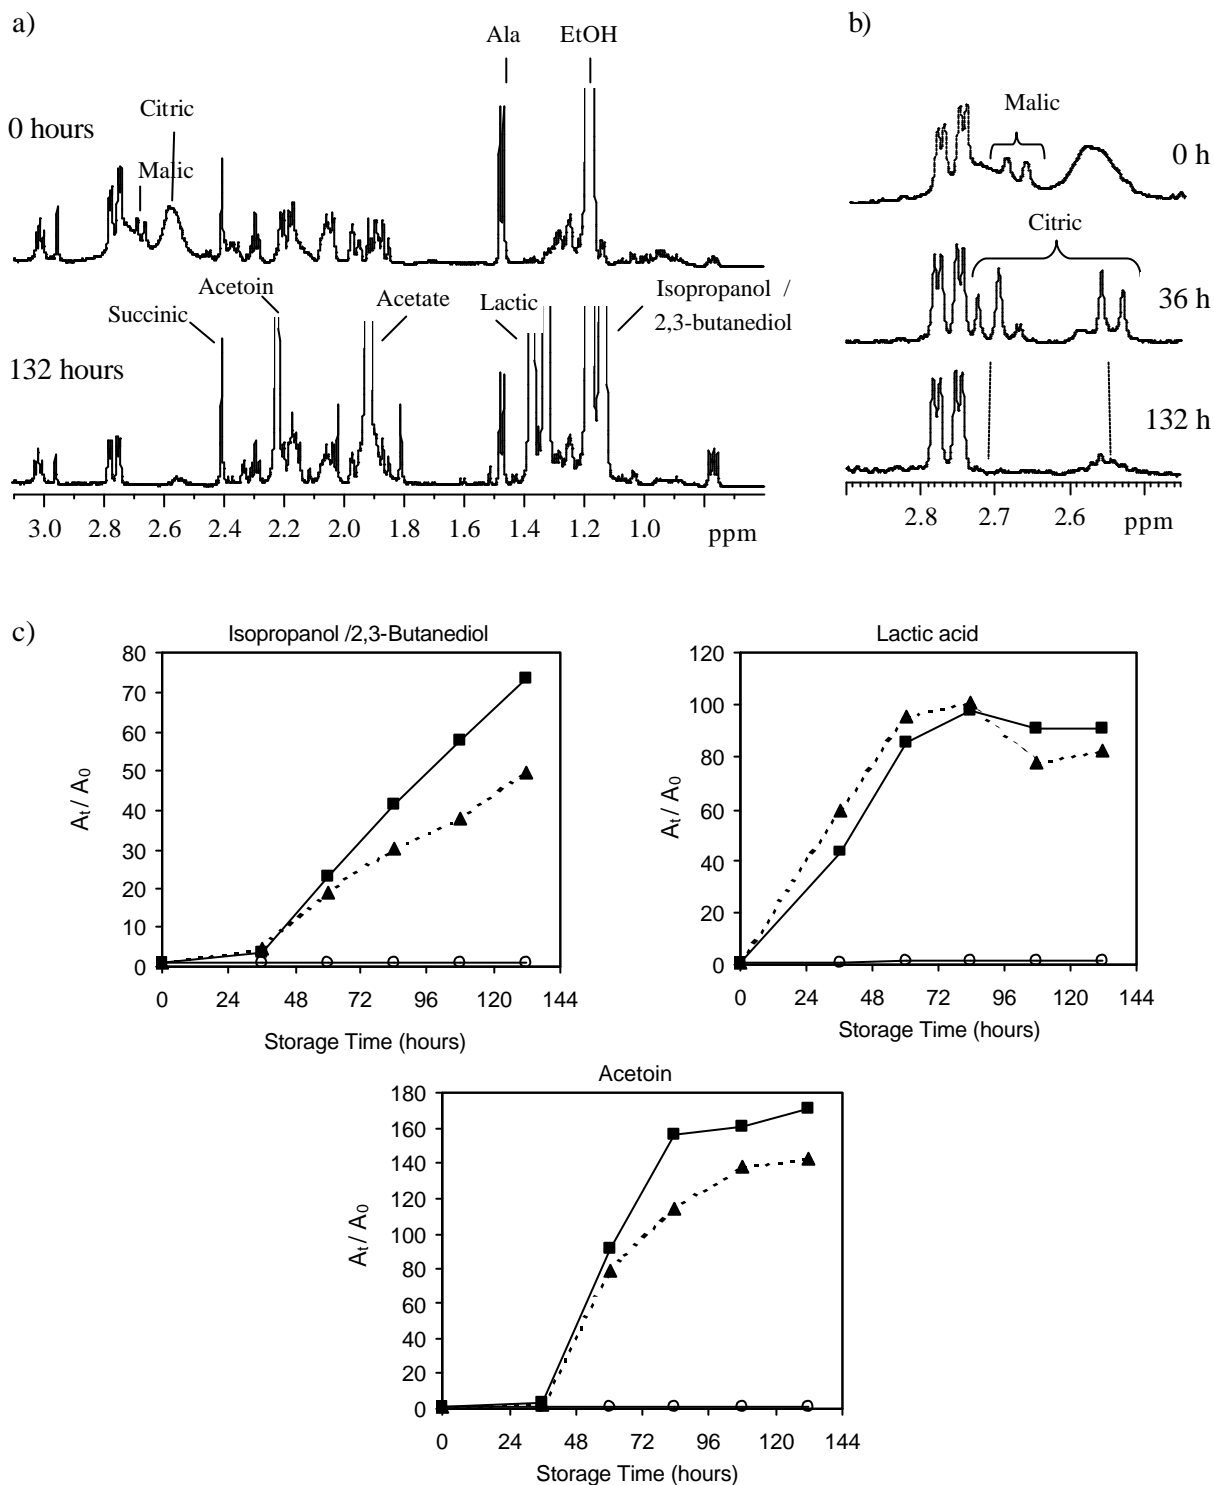 a)
Ala
EtOH
0 hours
Citric
Malic
132 hours
Succinic
Acetoin
Acetate
Lactic
Isopropanol /
2,3-butanediol
3.0 2.8 2.6 2.4 2.2 2.0 1.8 1.6 1.4 1.2 1.0 ppm
b)
Malic
0 h
Citric
36 h
132 h
2.8 2.7 2.6 ppm
c)
Isopropanol /2,3-Butanediol
80
70
60
50
40
30
20
10
0
At / A0
0 24 48 72 96 120 144
Storage Time (hours)
Lactic acid
120
100
80
60
40
20
0
At / A0
0 24 48 72 96 120 144
Storage Time (hours)
Acetoin
180
160
140
120
100
80
60
40
20
0
At / A0
0 24 48 72 96 120 144
Storage Time (hours)